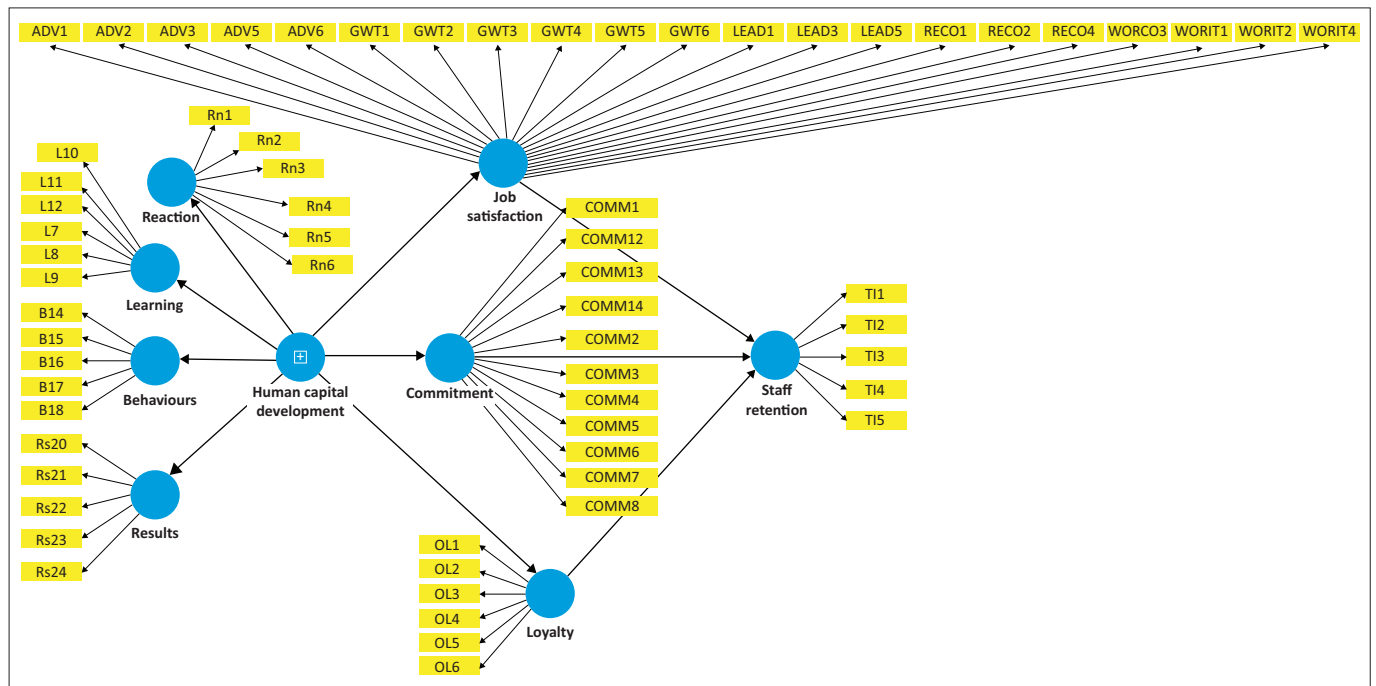 ADV1 ADV2 ADV3 ADV5 ADV6 GWT1 GWT2 GWT3 GWT4 GWT5 GWT6 LEAD1 LEAD3 LEAD5 RECO1 RECO2 RECO4 WORCO3 WORIT1 WORIT2 WORIT4
Rn1
Rn2
Rn3
Rn4
Rn5
Rn6
Reaction
L10
L11
L12
L7
L8
L9
Learning
B14
B15
B16
B17
B18
Behaviours
Rs20
Rs21
Rs22
Rs23
Rs24
Results
Human capital
development
Job
satisfaction
Commitment
COMM1
COMM12
COMM13
COMM14
COMM2
COMM3
COMM4
COMM5
COMM6
COMM7
COMM8
OL1
OL2
OL3
OL4
OL5
OL6
Loyalty
Staff
retention
TI1
TI2
TI3
TI4
TI5